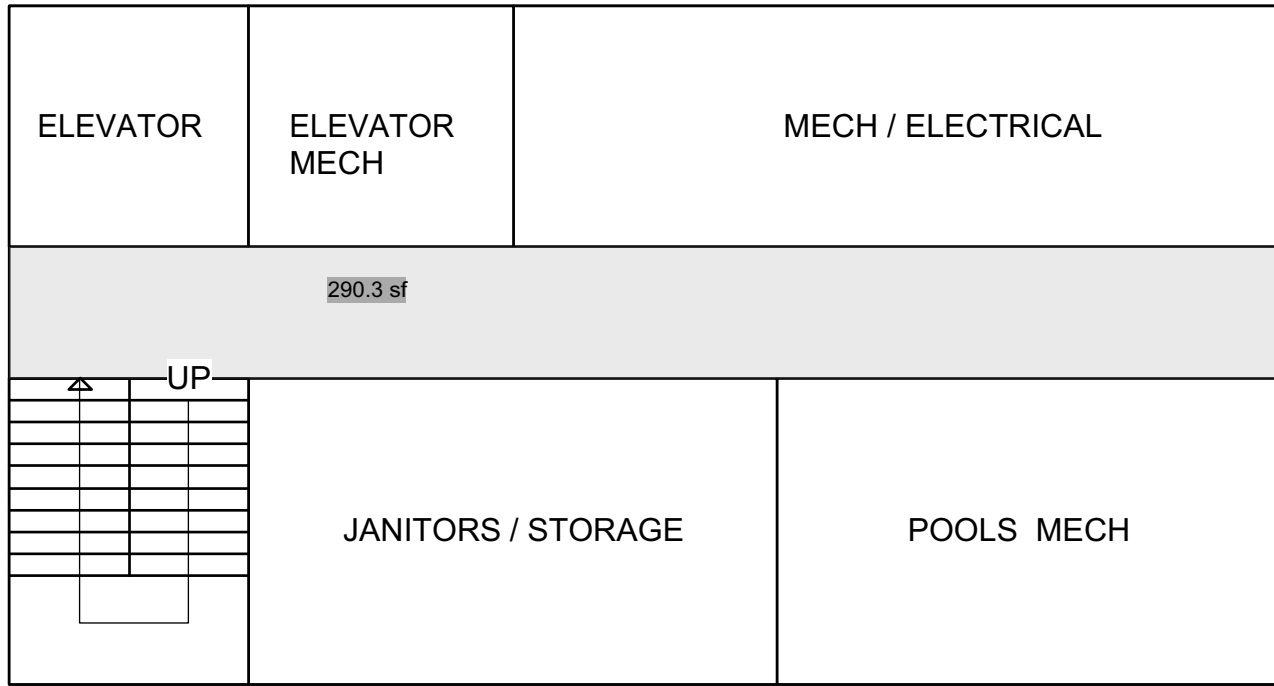 ELEVATOR
ELEVATOR
MECH
MECH / ELECTRICAL
290.3 sf
UP
JANITORS / STORAGE
POOLS MECH